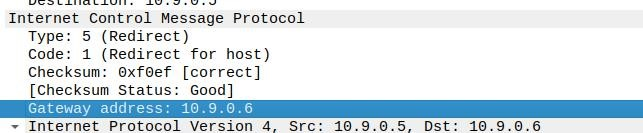 Destination: 10.9.0.5
Internet Control Message Protocol
Type: 5 (Redirect)
Code: 1 (Redirect for host)
Checksum: 0xf0ef [correct]
[Checksum Status: Good]
Gateway address: 10.9.0.6
Internet Protocol Version 4, Src: 10.9.0.5, Dst: 10.9.0.6